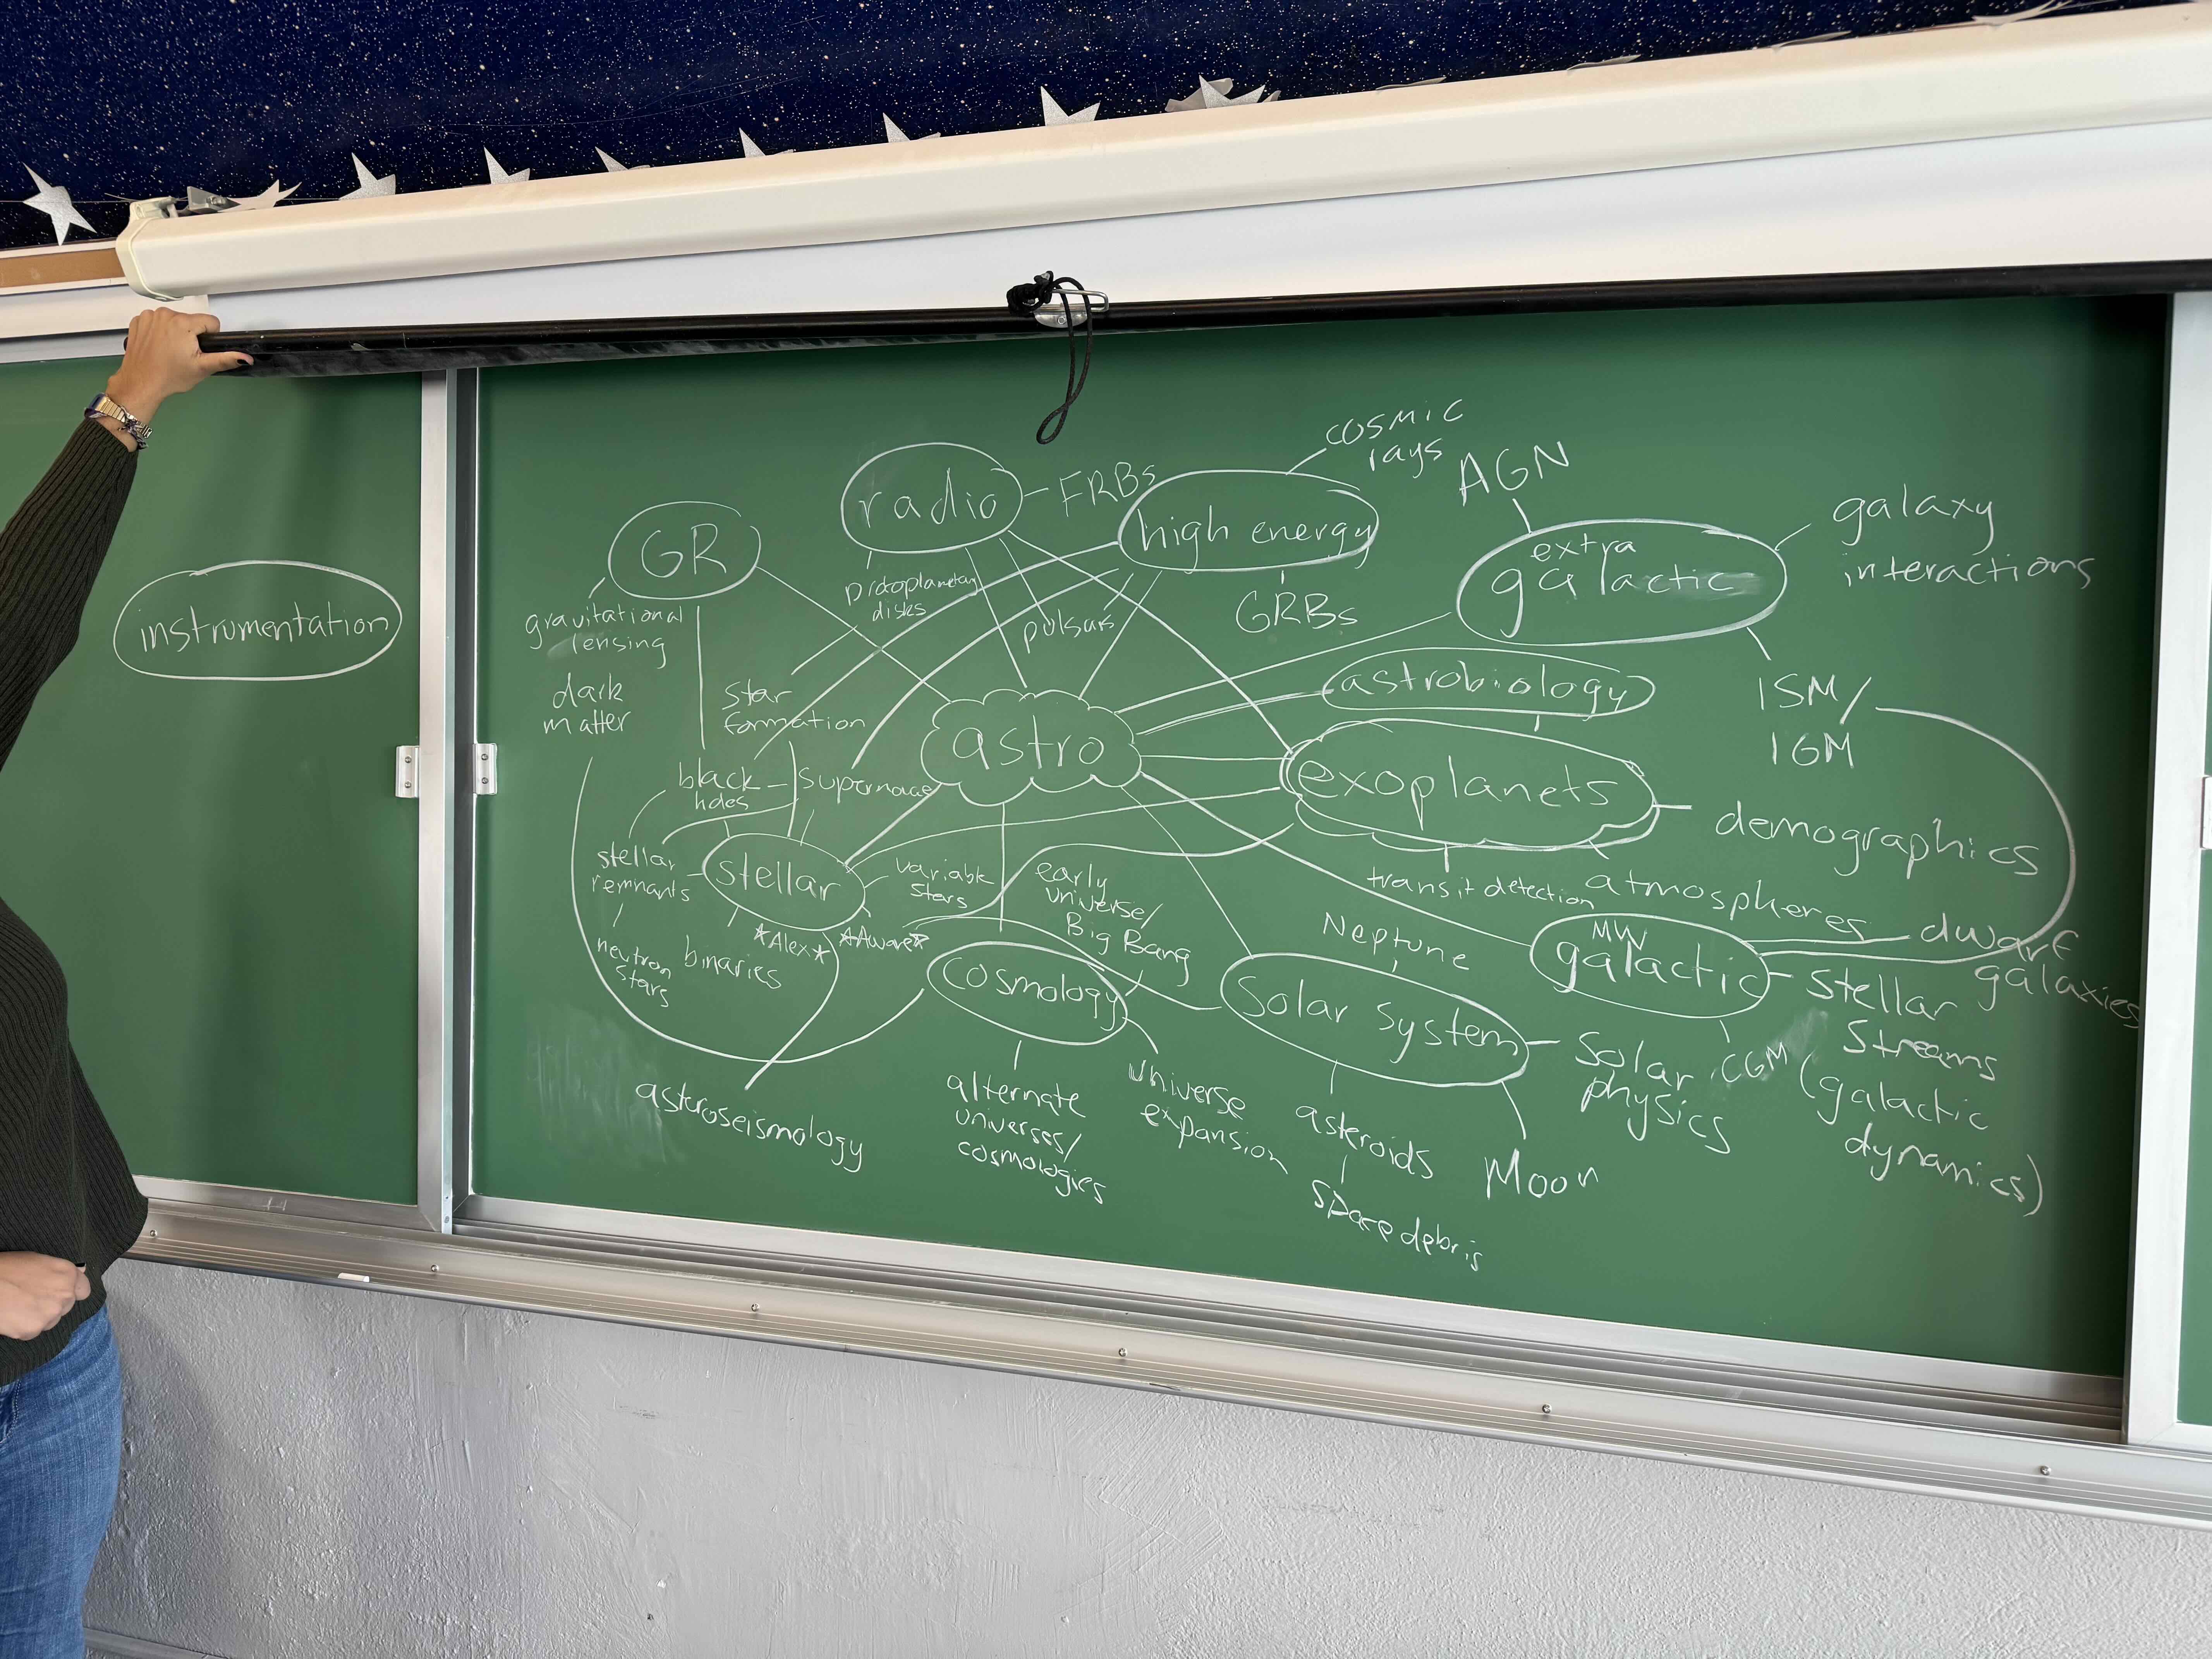 instrumentation
GR
radio
FRBs
high energy
cosmic
rays
AGN
extra
galactic
galaxy
interactions
gravitational
lensing
dark
matter
protoplanetary
disks
pulsars
GRBs
star
formation
astro
astrobiology
ISM/
IGM
black
holes
supernovae
exoplanets
demographics
transit detection
atmospheres
stellar
remnants
stellar
variable
stars
early
universe/
Big Bang
neutron
stars
binaries
*Alex*
cosmology
Neptune
solar system
MW
galactic
dwarf
galaxies
stellar
streams
(galactic
dynamics)
CGM
solar
physics
asteroseismology
alternate
universes/
cosmologies
universe
expansion
asteroids
space debris
Moon